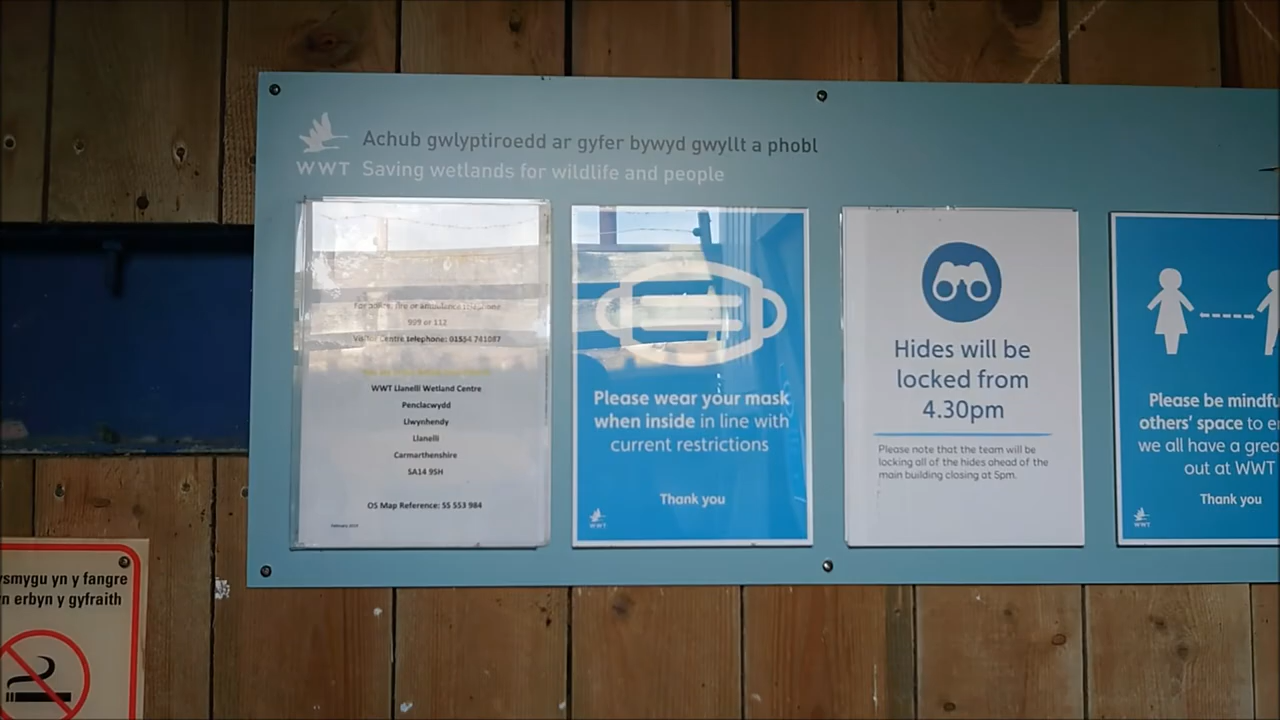 Achub gwlyptiroedd ar gyfer bywyd gwyllt a phobl
WWT Saving wetlands for wildlife and people
For police, fire or ambulance telephone
999 or 112
Visitor Centre telephone: 01554 741087
WWT Llanelli Wetland Centre
Penclacwydd
Llwynhendy
Llanelli
Carmarthenshire
SA14 9SH
OS Map Reference: SS 553 984
Please wear your mask
when inside in line with
current restrictions
Thank you
WWT
Hides will be
locked from
4.30pm
Please note that the team will be
locking all of the hides ahead of the
main building closing at 5pm.
Please be mindfu
others' space to e
we all have a grea
out at WWT
Thank you
WWT
ysmygu yn y fangre
n erbyn y gyfraith